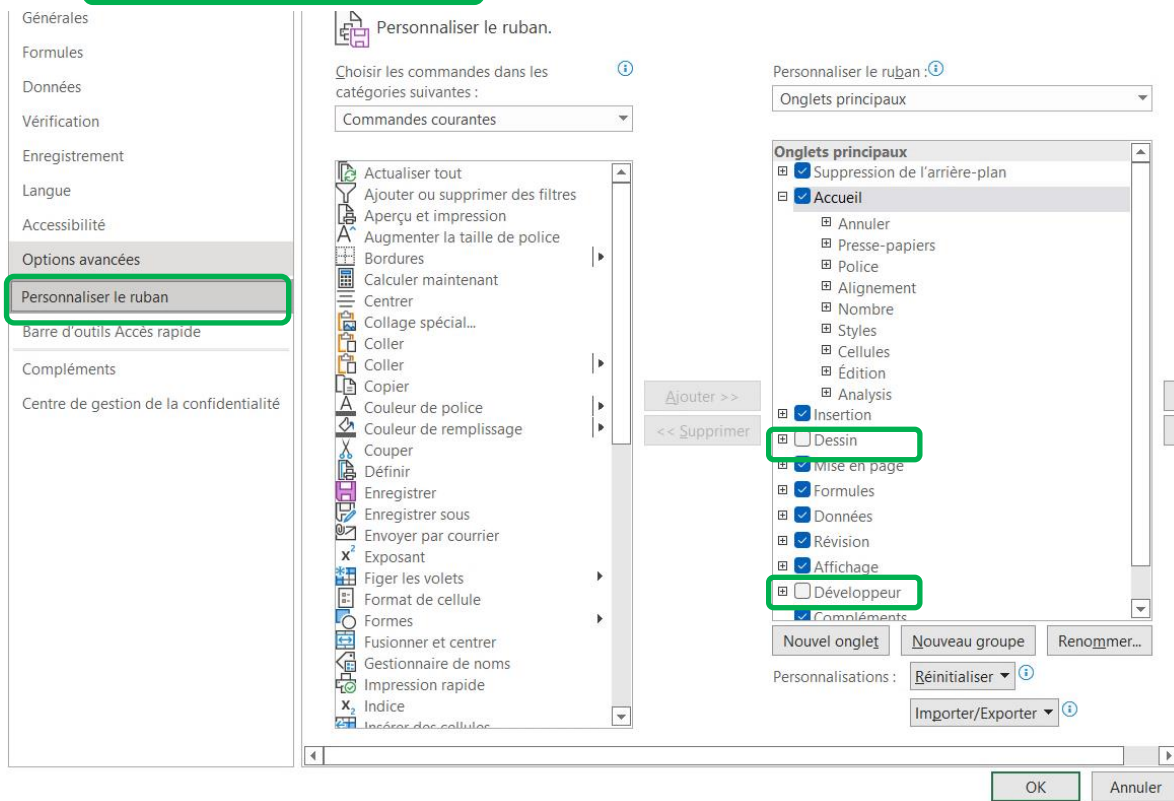 Générales
Formules
Données
Vérification
Enregistrement
Langue
Accessibilité
Options avancées
Personnaliser le ruban
Barre d'outils Accès rapide
Compléments
Centre de gestion de la confidentialité
Personnaliser le ruban.
Choisir les commandes dans les
catégories suivantes :
Commandes courantes
Actualiser tout
Ajouter ou supprimer des filtres
Aperçu et impression
Augmenter la taille de police
Bordures
Calculer maintenant
Centrer
Collage spécial...
Coller
Coller
Copier
Couleur de police
Couleur de remplissage
Couper
Définir
Enregistrer
Enregistrer sous
Envoyer par courrier
Exposant
Figer les volets
Format de cellule
Formes
Fusionner et centrer
Gestionnaire de noms
Impression rapide
Indice
Insérer des cellules
Ajouter >>
<< Supprimer
Personnaliser le ruban :
Onglets principaux
Onglets principaux
Suppression de l'arrière-plan
Accueil
Annuler
Presse-papiers
Police
Alignement
Nombre
Styles
Cellules
Édition
Analysis
Insertion
Dessin
Mise en page
Formules
Données
Révision
Affichage
Développeur
Compléments
Nouvel onglet Nouveau groupe Renommer...
Personnalisations : Réinitialiser
Importer/Exporter
OK Annuler